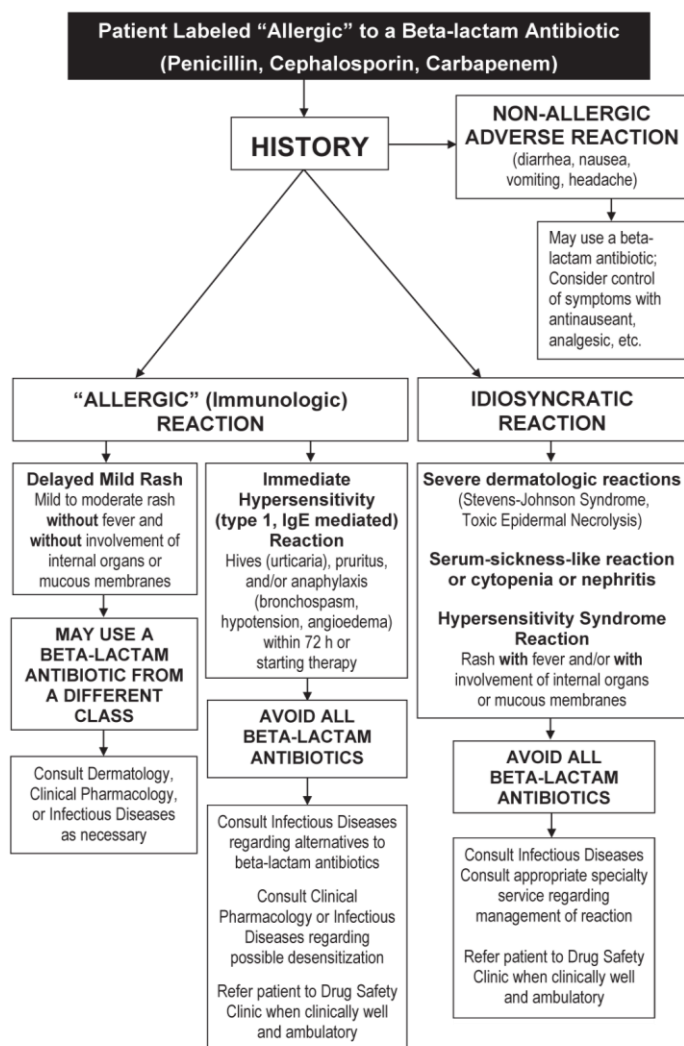 Patient Labeled “Allergic” to a Beta-lactam Antibiotic
(Penicillin, Cephalosporin, Carbapenem)
HISTORY
NON-ALLERGIC
ADVERSE REACTION
(diarrhea, nausea,
vomiting, headache)
May use a beta-
lactam antibiotic;
Consider control
of symptoms with
antinauseant,
analgesic, etc.
“ALLERGIC” (Immunologic)
REACTION
Delayed Mild Rash
Mild to moderate rash
without fever and
without involvement of
internal organs or
mucous membranes
MAY USE A
BETA-LACTAM
ANTIBIOTIC FROM
A DIFFERENT
CLASS
Consult Dermatology,
Clinical Pharmacology,
or Infectious Diseases
as necessary
Immediate
Hypersensitivity
(type 1, IgE mediated)
Reaction
Hives (urticaria), pruritus,
and/or anaphylaxis
(bronchospasm,
hypotension, angioedema)
within 72 h or
starting therapy
AVOID ALL
BETA-LACTAM
ANTIBIOTICS
Consult Infectious Diseases
regarding alternatives to
beta-lactam antibiotics
Consult Clinical
Pharmacology or Infectious
Diseases regarding
possible desensitization
Refer patient to Drug Safety
Clinic when clinically well
and ambulatory
IDIOSYNCRATIC
REACTION
Severe dermatologic reactions
(Stevens-Johnson Syndrome,
Toxic Epidermal Necrolysis)
Serum-sickness-like reaction
or cytopenia or nephritis
Hypersensitivity Syndrome
Reaction
Rash with fever and/or with
involvement of internal organs
or mucous membranes
AVOID ALL
BETA-LACTAM
ANTIBIOTICS
Consult Infectious Diseases
Consult appropriate specialty
service regarding
management of reaction
Refer patient to Drug Safety
Clinic when clinically well
and ambulatory